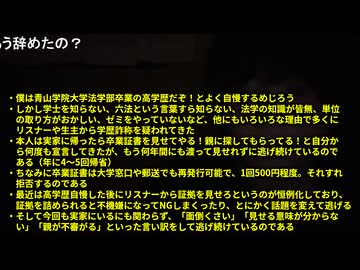 う辞めたの？
・僕は青山学院大学法学部卒業の高学歴だぞ！とよく自慢するめじろう
・しかし学士を知らない、六法という言葉すら知らない、法学の知識が皆無、単位
の取り方がおかしい、ゼミをやっていないなど、他にもいろいろな理由で多くに
リスナーや生主から学歴詐称を疑われてきた
・本人は実家に帰ったら卒業証書を見せてやる！親に探してもらってる！と自分か
ら何度も宣言してきたが、もう何年間にも渡って見せれずに逃げ続けているので
ある（年に4〜5回帰省）
・ちなみに卒業証書は大学窓口や郵送でも再発行可能で、1回500円程度。それすれ
拒否するのである
・最近は高学歴自慢した後にリスナーから証拠を見せろというのが恒例化しており、
証拠を詰められると不機嫌になってNGしまくったり、とにかく話題を変えて逃げる
・そして今回も実家にいるにも関わらず、「面倒くさい」「見せる意味が分からな
い」「親が不審がる」といった言い訳をして逃げ続けているのである